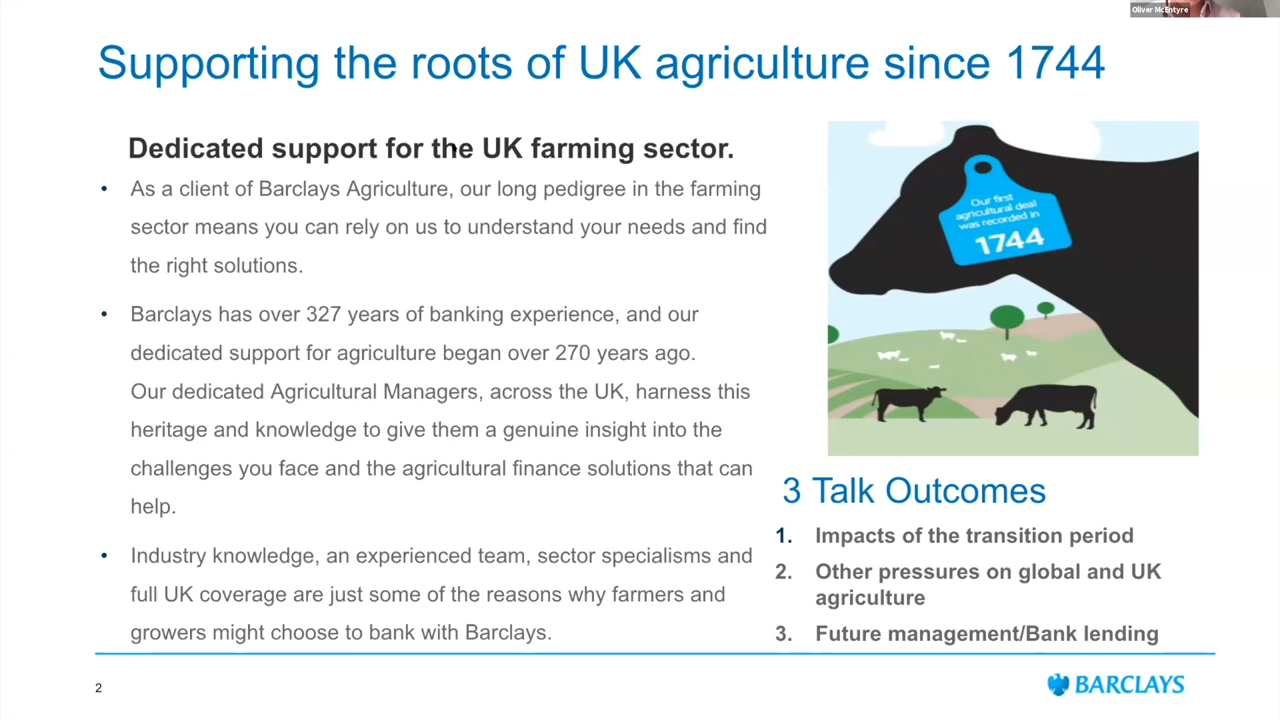 Oliver McEntyre
Supporting the roots of UK agriculture since 1744
Dedicated support for the UK farming sector.
• As a client of Barclays Agriculture, our long pedigree in the farming
sector means you can rely on us to understand your needs and find
the right solutions.
• Barclays has over 327 years of banking experience, and our
dedicated support for agriculture began over 270 years ago.
Our dedicated Agricultural Managers, across the UK, harness this
heritage and knowledge to give them a genuine insight into the
challenges you face and the agricultural finance solutions that can
help.
• Industry knowledge, an experienced team, sector specialisms and
full UK coverage are just some of the reasons why farmers and
growers might choose to bank with Barclays.
Our first
agricultural deal
was recorded in
1744
3 Talk Outcomes
1. Impacts of the transition period
2. Other pressures on global and UK
agriculture
3. Future management/Bank lending
2
BARCLAYS